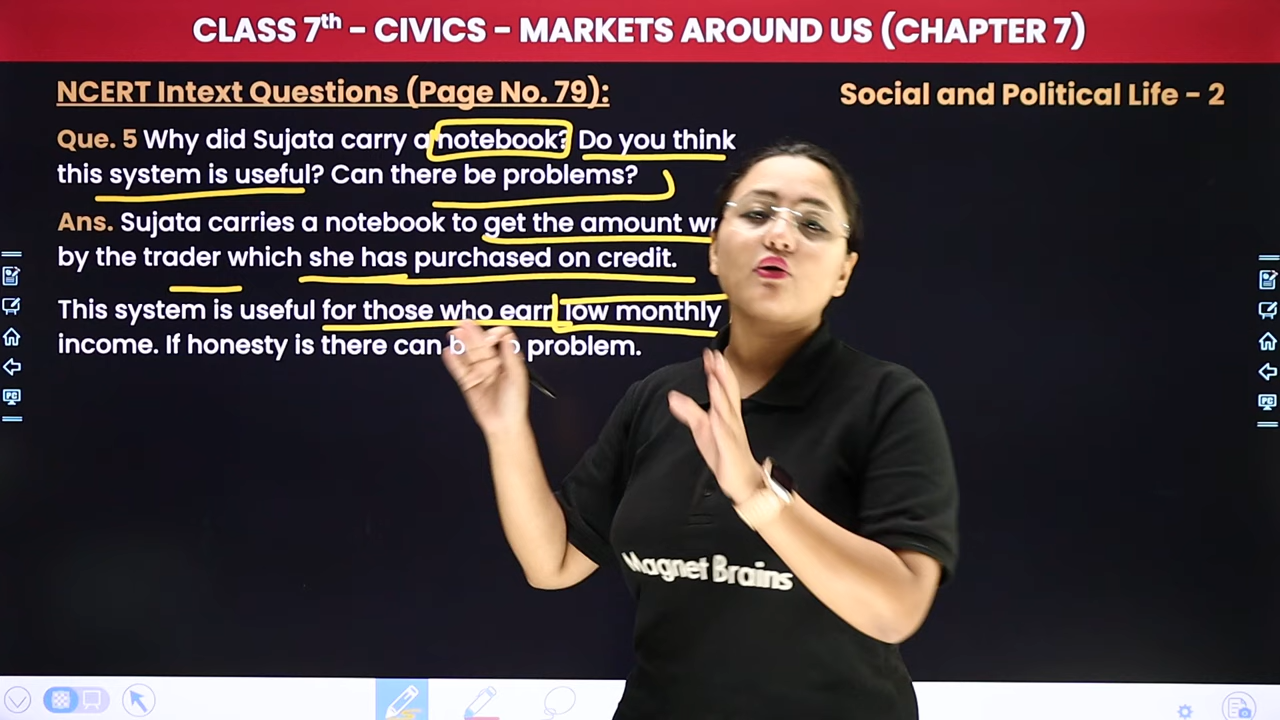 CLASS 7th - CIVICS - MARKETS AROUND US (CHAPTER 7)
NCERT Intext Questions (Page No. 79):
Social and Political Life - 2
Que. 5 Why did Sujata carry a notebook? Do you think
this system is useful? Can there be problems?
Ans. Sujata carries a notebook to get the amount
by the trader which she has purchased on credit.
This system is useful for those who earn low monthly
income. If honesty is there can problem.
Magnet Brains
PC
PC